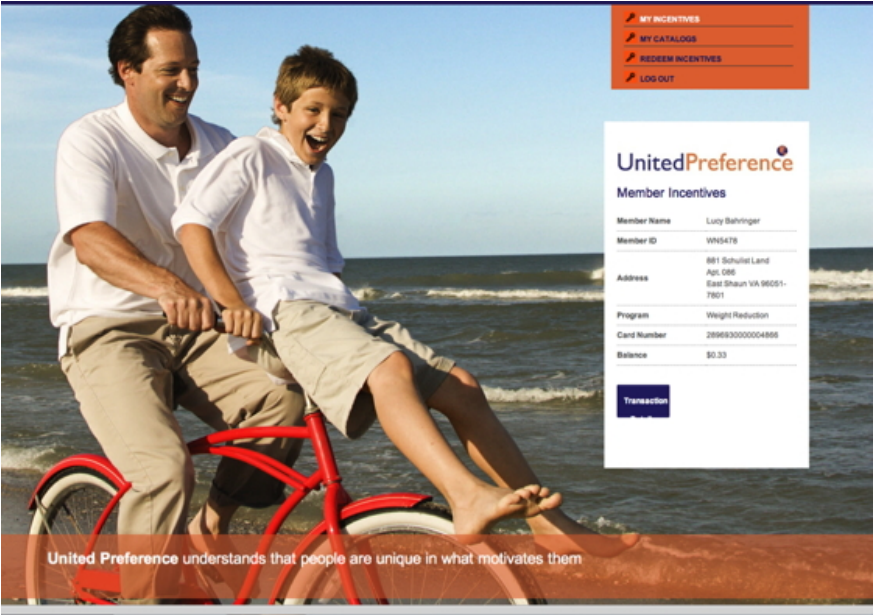 MY INCENTIVES
MY CATALOGS
REDEEM INCENTIVES
LOG OUT
UnitedPreference
Member Incentives
Member Name Lucy Bahringer
Member ID WN5478
Address 881 Schulist Land
Apt. 086
East Shaun VA 96051-
7801
Program Weight Reduction
Card Number 2896930000004866
Balance $0.33
Transaction
United Preference understands that people are unique in what motivates them